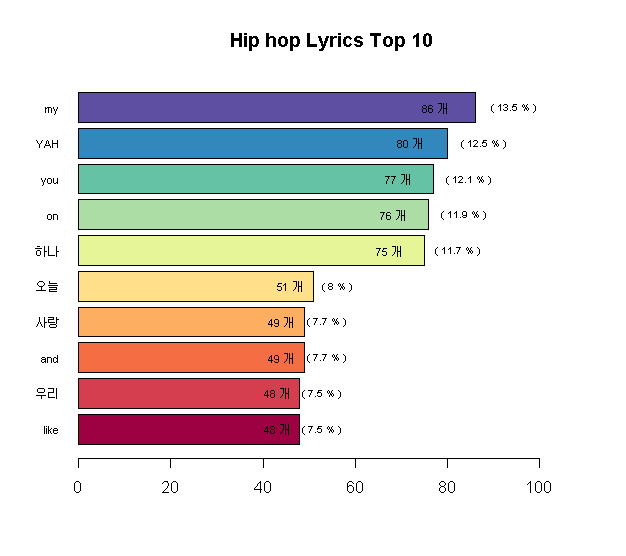 Hip hop Lyrics Top 10
my 86 개 ( 13.5 % )
YAH 80 개 ( 12.5 % )
you 77 개 ( 12.1 % )
on 76 개 ( 11.9 % )
하나 75 개 ( 11.7 % )
오늘 51 개 ( 8 % )
사랑 49 개 ( 7.7 % )
and 49 개 ( 7.7 % )
우리 48 개 ( 7.5 % )
like 48 개 ( 7.5 % )
0 20 40 60 80 100